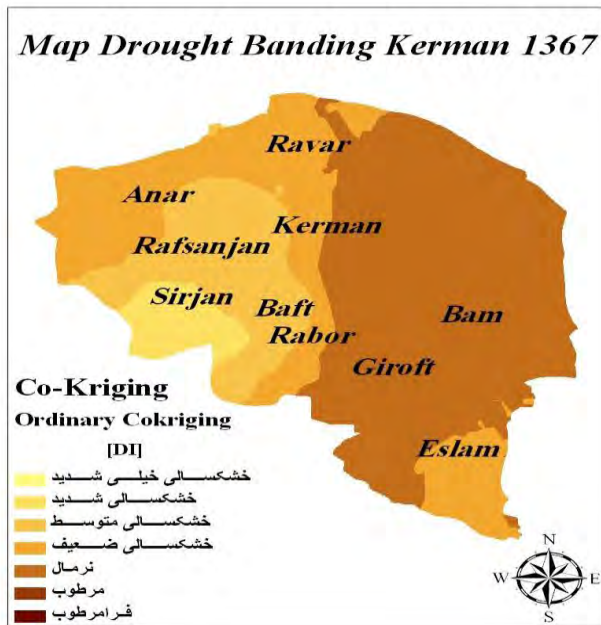 Map Drought Banding Kerman 1367
Ravar
Anar
Kerman
Rafsanjan
Sirjan
Baft
Bam
Rabor
Giroft
Eslam
Co-Kriging
Ordinary Cokriging
[DI]
خشکسالی خیلی شدید
خشکسالی شدید
خشکسالی متوسط
خشکسالی ضعیف
نرمال
مرطوب
فرامرطوب
N
W E
S